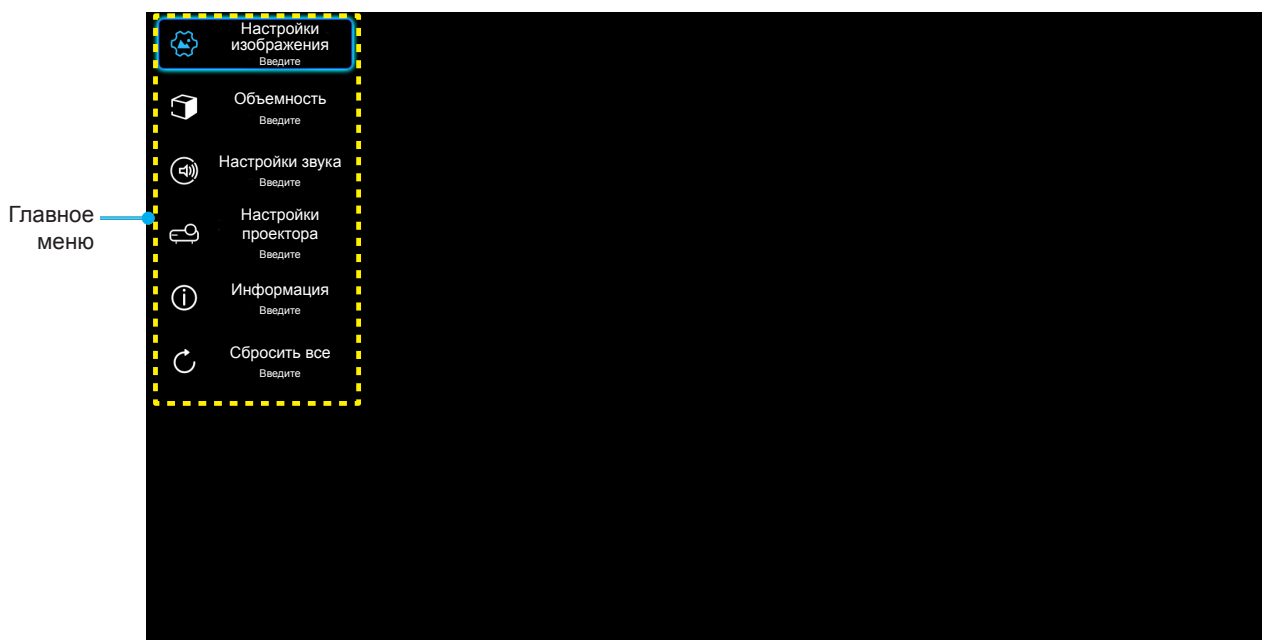 Настройки
изображения
Введите
Объемность
Введите
Настройки звука
Введите
Главное
меню
Настройки
проектора
Введите
Информация
Введите
Сбросить все
Введите